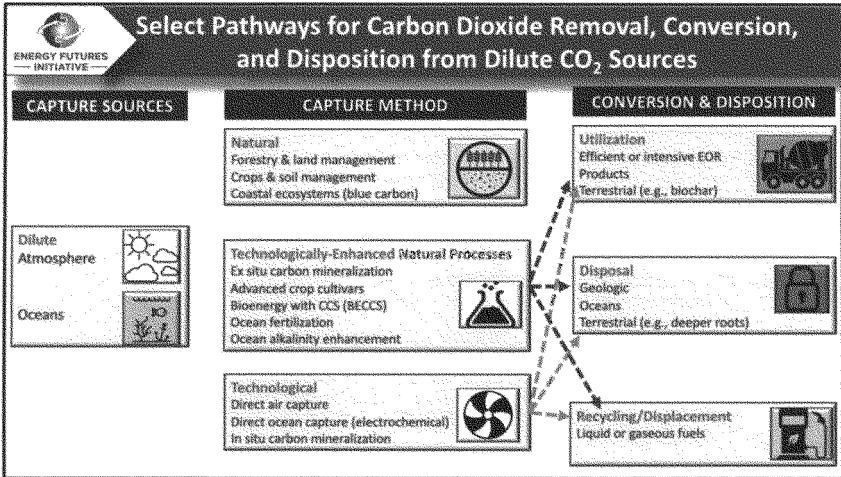 ENERGY FUTURES
INITIATIVE
Select Pathways for Carbon Dioxide Removal, Conversion,
and Disposition from Dilute CO₂ Sources
CAPTURE SOURCES
Dilute
Atmosphere
Oceans
CAPTURE METHOD
Natural
Forestry & land management
Crops & soil management
Coastal ecosystems (blue carbon)
Technologically-Enhanced Natural Processes
Ex situ carbon mineralization
Advanced crop cultivars
Bioenergy with CCS (BECCS)
Ocean fertilization
Ocean alkalinity enhancement
Technological
Direct air capture
Direct ocean capture (electrochemical)
In situ carbon mineralization
CONVERSION & DISPOSITION
Utilization
Efficient or intensive EOR
Products
Terrestrial (e.g., biochar)
Disposal
Geologic
Oceans
Terrestrial (e.g., deeper roots)
Recycling/Displacement
Liquid or gaseous fuels